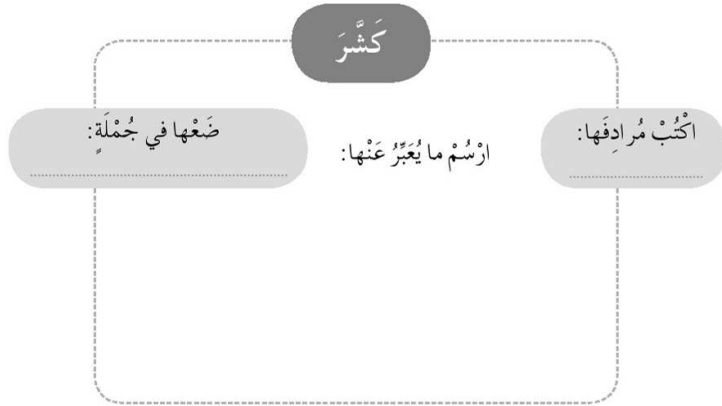 كَشَّرَ
اكْتُبْ مُرادِفَها:
ارْسُمْ ما يُعَبِّرُ عَنْها:
ضَعْها في جُمْلَةٍ: